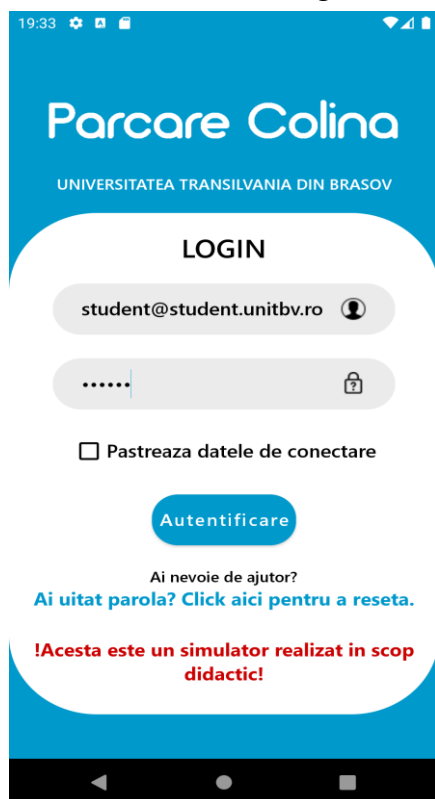 19:33
Parcare Colina
UNIVERSITATEA TRANSILVANIA DIN BRASOV
LOGIN
student@student.unitbv.ro
••••••
?
Pastreaza datele de conectare
Autentificare
Ai nevoie de ajutor?
Ai uitat parola? Click aici pentru a reseta.
!Acesta este un simulator realizat in scop
didactic!